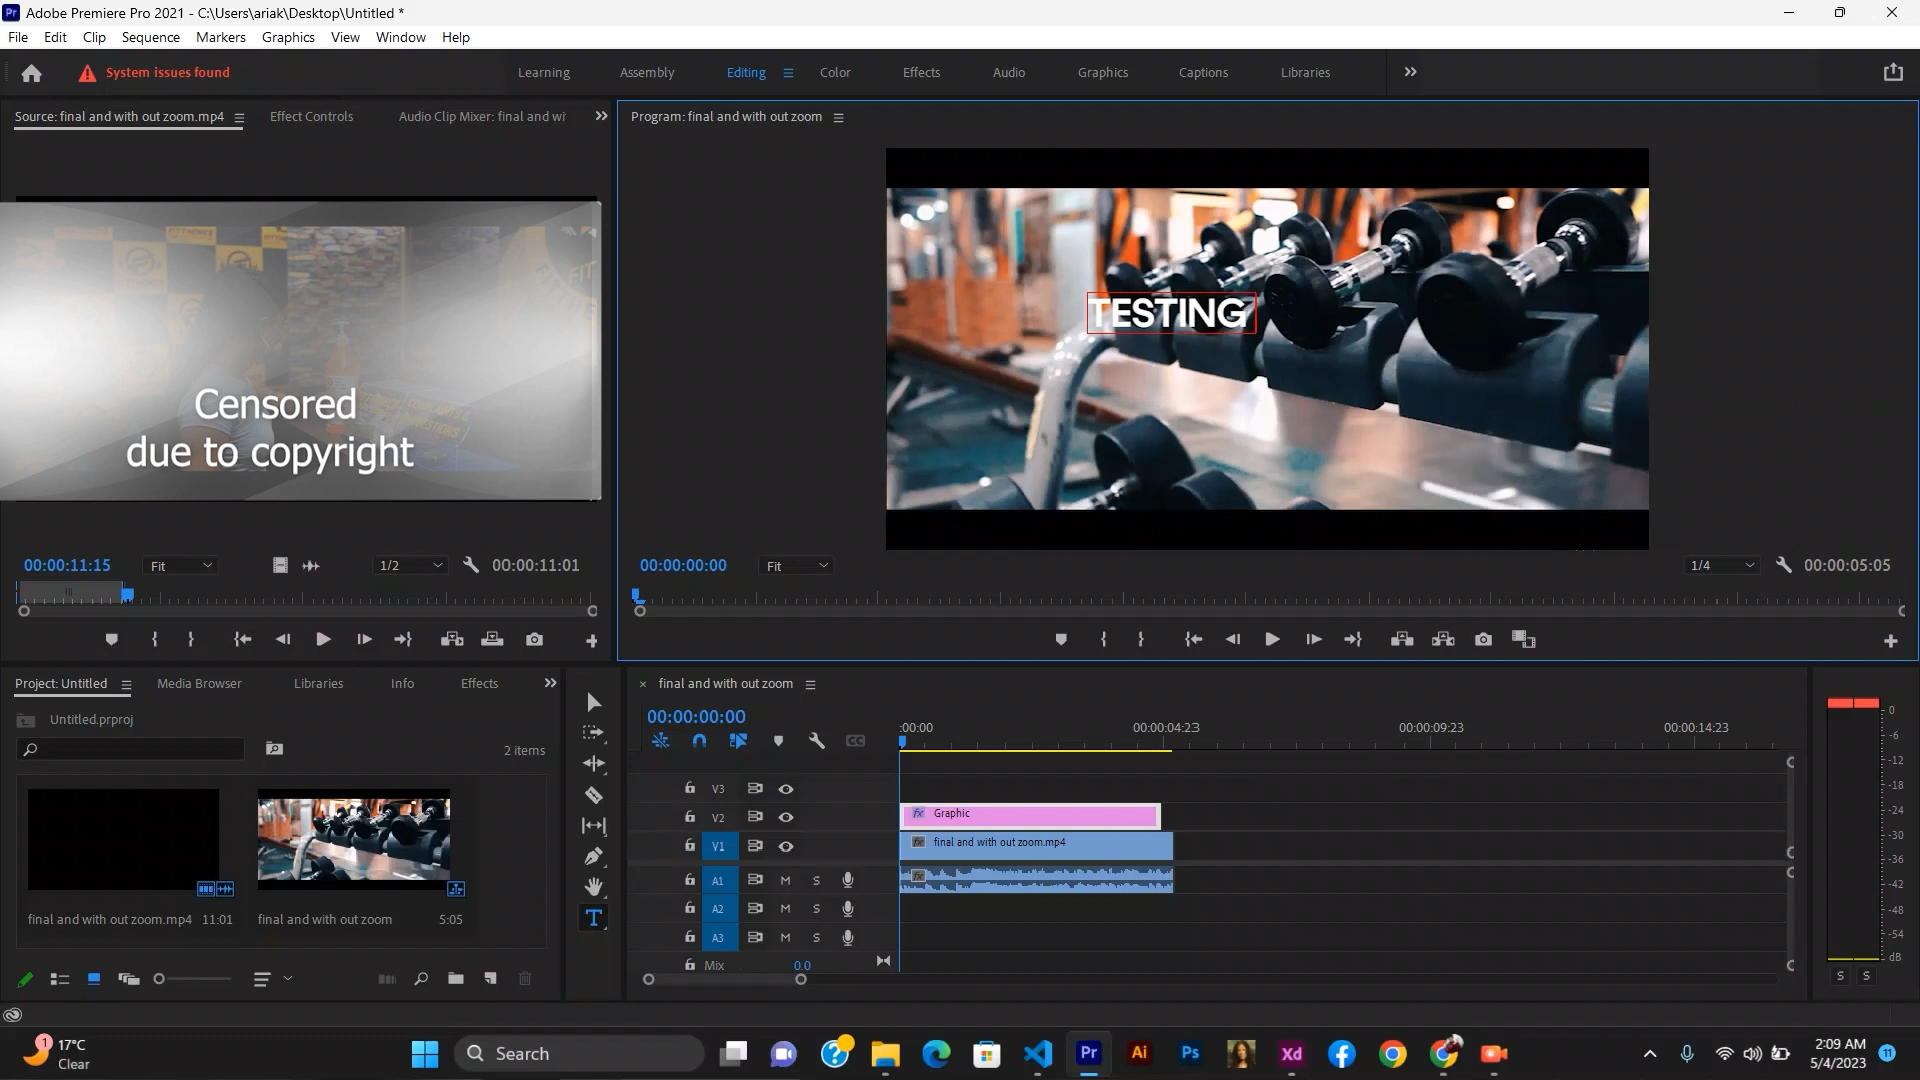 Adobe Premiere Pro 2021 - C:\Users\ariak\Desktop\Untitled *
File Edit Clip Sequence Markers Graphics View Window Help
System issues found
Learning Assembly Editing Color Effects Audio Graphics Captions Libraries
Source: final and with out zoom.mp4 Effect Controls Audio Clip Mixer: final and wi
Program: final and with out zoom
TESTING
Censored
due to copyright
00:00:11:15 Fit 1/2 00:00:11:01
00:00:00:00 Fit 1/4 00:00:05:05
Project: Untitled Media Browser Libraries Info Effects
Untitled.prproj
2 items
final and with out zoom.mp4 11:01
final and with out zoom 5:05
final and with out zoom
00:00:00:00
:00:00 00:00:04:23 00:00:09:23 00:00:14:23
V3
V2 Graphic
V1 final and with out zoom.mp4
A1 M S
A2 M S
A3 M S
Mix 0.0
0
-6
-12
-18
-24
-30
-36
-42
-48
-54
dB
S S
1 17°C
Clear
Search
Pr Ai Ps Xd
2:09 AM
5/4/2023
11